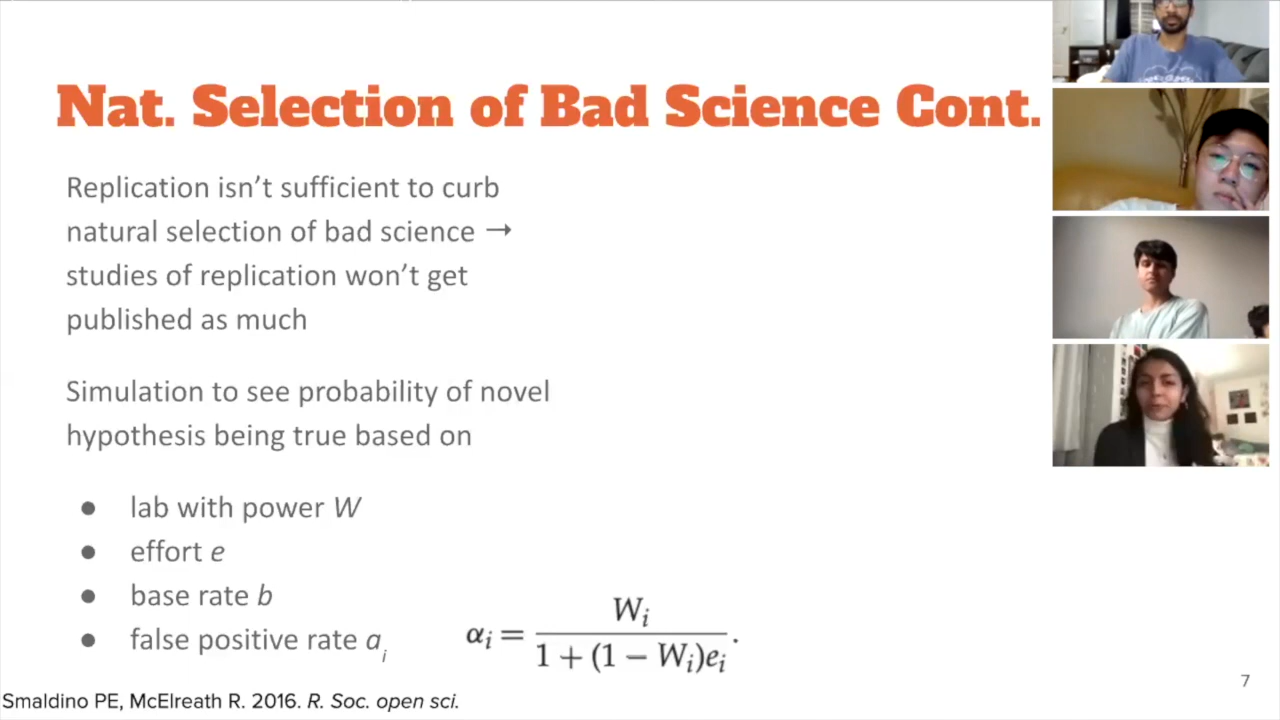 Nat. Selection of Bad Science Cont.
Replication isn’t sufficient to curb
natural selection of bad science →
studies of replication won’t get
published as much
Simulation to see probability of novel
hypothesis being true based on
● lab with power W
● effort e
● base rate b
● false positive rate aᵢ
αᵢ = Wᵢ / 1 + (1 − Wᵢ)eᵢ.
Smaldino PE, McElreath R. 2016. R. Soc. open sci.
7